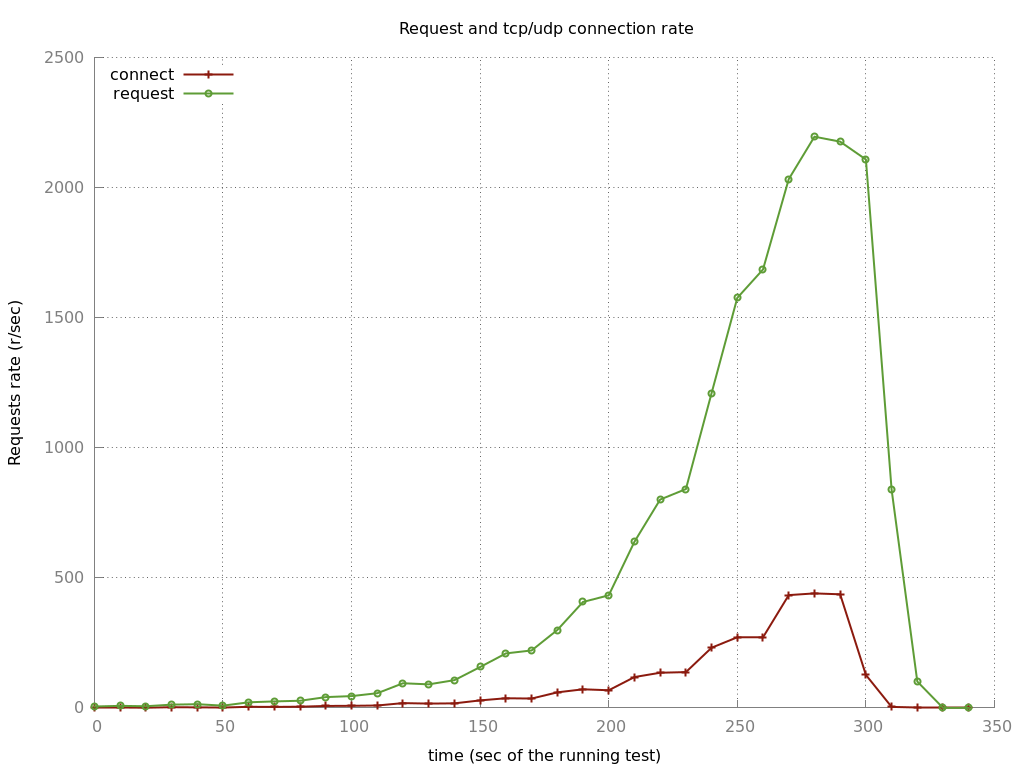 Request and tcp/udp connection rate
2500
2000
1500
1000
500
0
connect
request
Requests rate (r/sec)
0 50 100 150 200 250 300 350
time (sec of the running test)